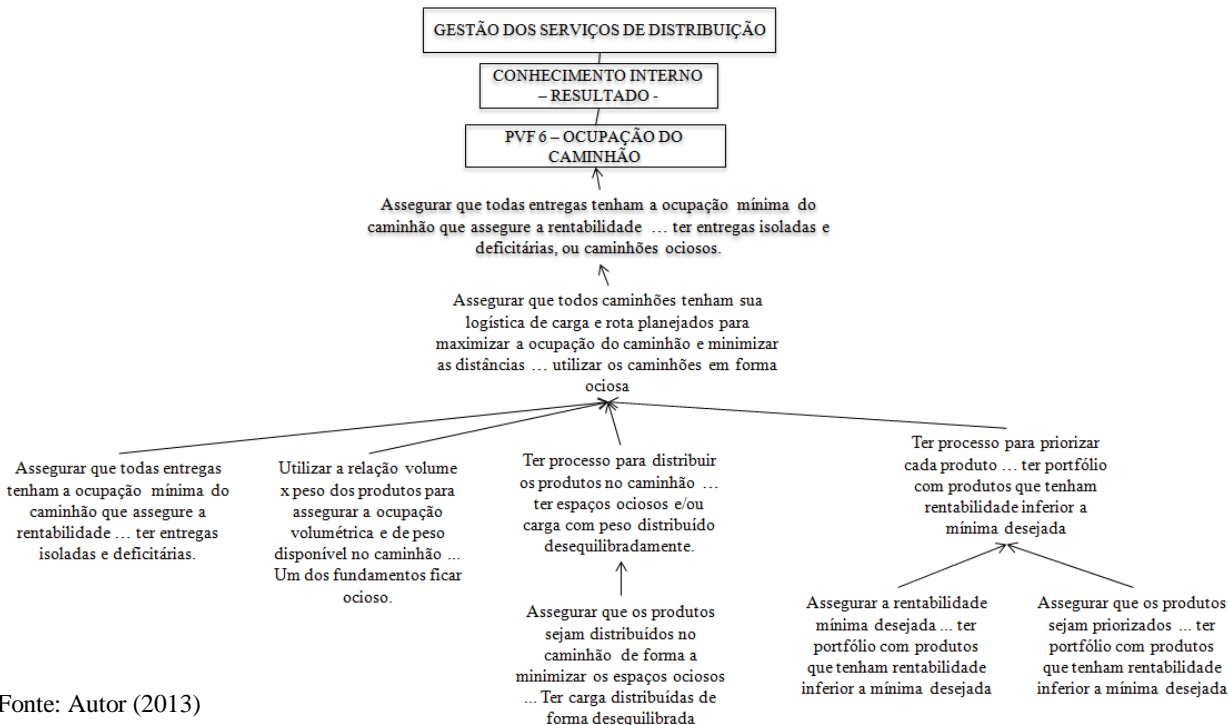 GESTÃO DOS SERVIÇOS DE DISTRIBUIÇÃO
CONHECIMENTO INTERNO
– RESULTADO -
PVF 6 – OCUPAÇÃO DO
CAMINHÃO
Assegurar que todas entregas tenham a ocupação mínima do
caminhão que assegure a rentabilidade … ter entregas isoladas e
deficitárias, ou caminhões ociosos.
Assegurar que todos caminhões tenham sua
logística de carga e rota planejados para
maximizar a ocupação do caminhão e minimizar
as distâncias … utilizar os caminhões em forma
ociosa
Assegurar que todas entregas
tenham a ocupação mínima do
caminhão que assegure a
rentabilidade … ter entregas
isoladas e deficitárias.
Utilizar a relação volume
x peso dos produtos para
assegurar a ocupação
volumétrica e de peso
disponível no caminhão ...
Um dos fundamentos ficar
ocioso.
Ter processo para distribuir
os produtos no caminhão …
ter espaços ociosos e/ou
carga com peso distribuído
desequilibradamente.
Ter processo para priorizar
cada produto … ter portfólio
com produtos que tenham
rentabilidade inferior a
mínima desejada
Assegurar que os produtos
sejam distribuídos no
caminhão de forma a
minimizar os espaços ociosos
... Ter carga distribuídas de
forma desequilibrada
Assegurar a rentabilidade
mínima desejada ... ter
portfólio com produtos
que tenham rentabilidade
inferior a mínima desejada
Assegurar que os produtos
sejam priorizados ... ter
portfólio com produtos
que tenham rentabilidade
inferior a mínima desejada
Fonte: Autor (2013)